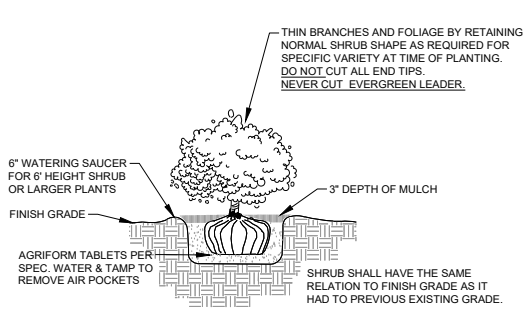 THIN BRANCHES AND FOLIAGE BY RETAINING
NORMAL SHRUB SHAPE AS REQUIRED FOR
SPECIFIC VARIETY AT TIME OF PLANTING.
DO NOT CUT ALL END TIPS.
NEVER CUT EVERGREEN LEADER.
6" WATERING SAUCER
FOR 6' HEIGHT SHRUB
OR LARGER PLANTS
3" DEPTH OF MULCH
FINISH GRADE
AGRIFORM TABLETS PER
SPEC. WATER & TAMP TO
REMOVE AIR POCKETS
SHRUB SHALL HAVE THE SAME
RELATION TO FINISH GRADE AS IT
HAD TO PREVIOUS EXISTING GRADE.